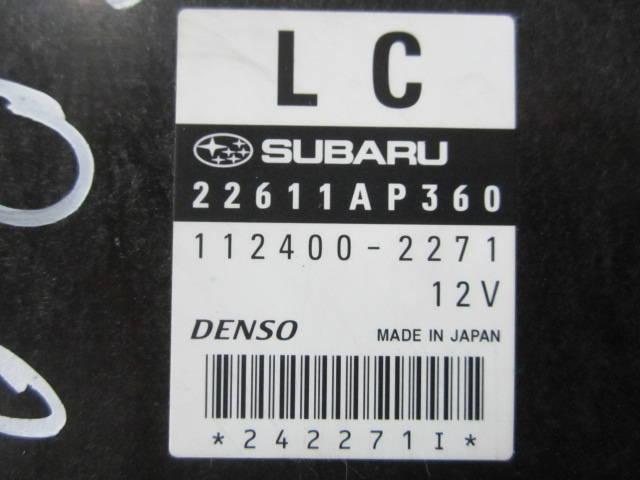 L C
SUBARU
22611AP360
112400-2271
12V
DENSO MADE IN JAPAN
*242271I*